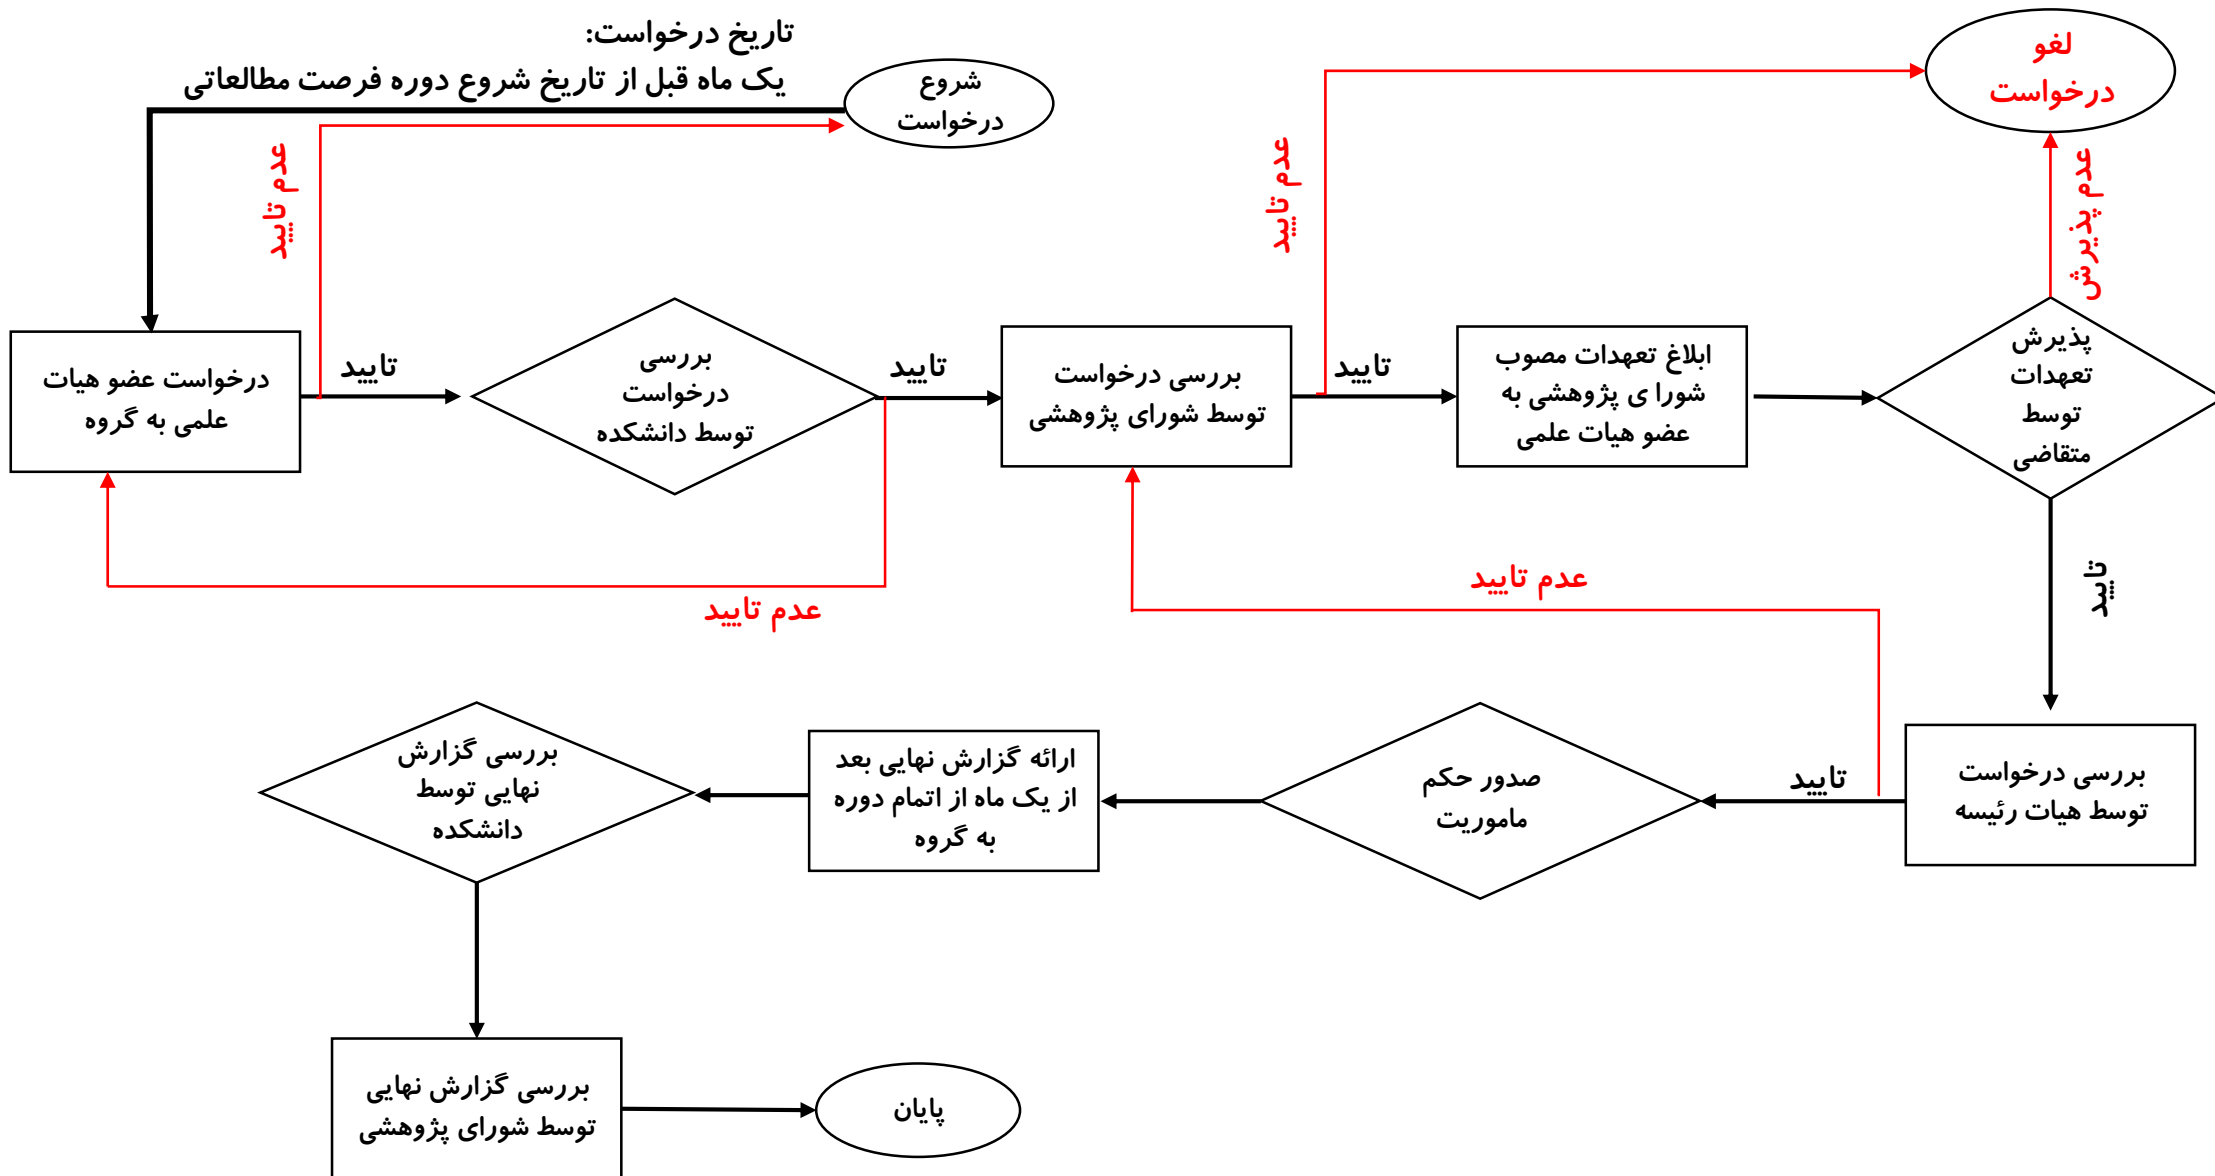 تاریخ درخواست:
یک ماه قبل از تاریخ شروع دوره فرصت مطالعاتی
شروع
درخواست
لغو
درخواست
عدم تایید
عدم تایید
عدم پذیرش
درخواست عضو هیات
علمی به گروه
تایید
بررسی
درخواست
توسط دانشکده
تایید
بررسی درخواست
توسط شورای پژوهشی
تایید
ابلاغ تعهدات مصوب
شورا ی پژوهشی به
عضو هیات علمی
پذیرش
تعهدات
توسط
متقاضی
عدم تایید
عدم تایید
تایید
بررسی درخواست
توسط هیات رئیسه
تایید
صدور حکم
ماموریت
ارائه گزارش نهایی بعد
از یک ماه از اتمام دوره
به گروه
بررسی گزارش
نهایی توسط
دانشکده
بررسی گزارش نهایی
توسط شورای پژوهشی
پایان